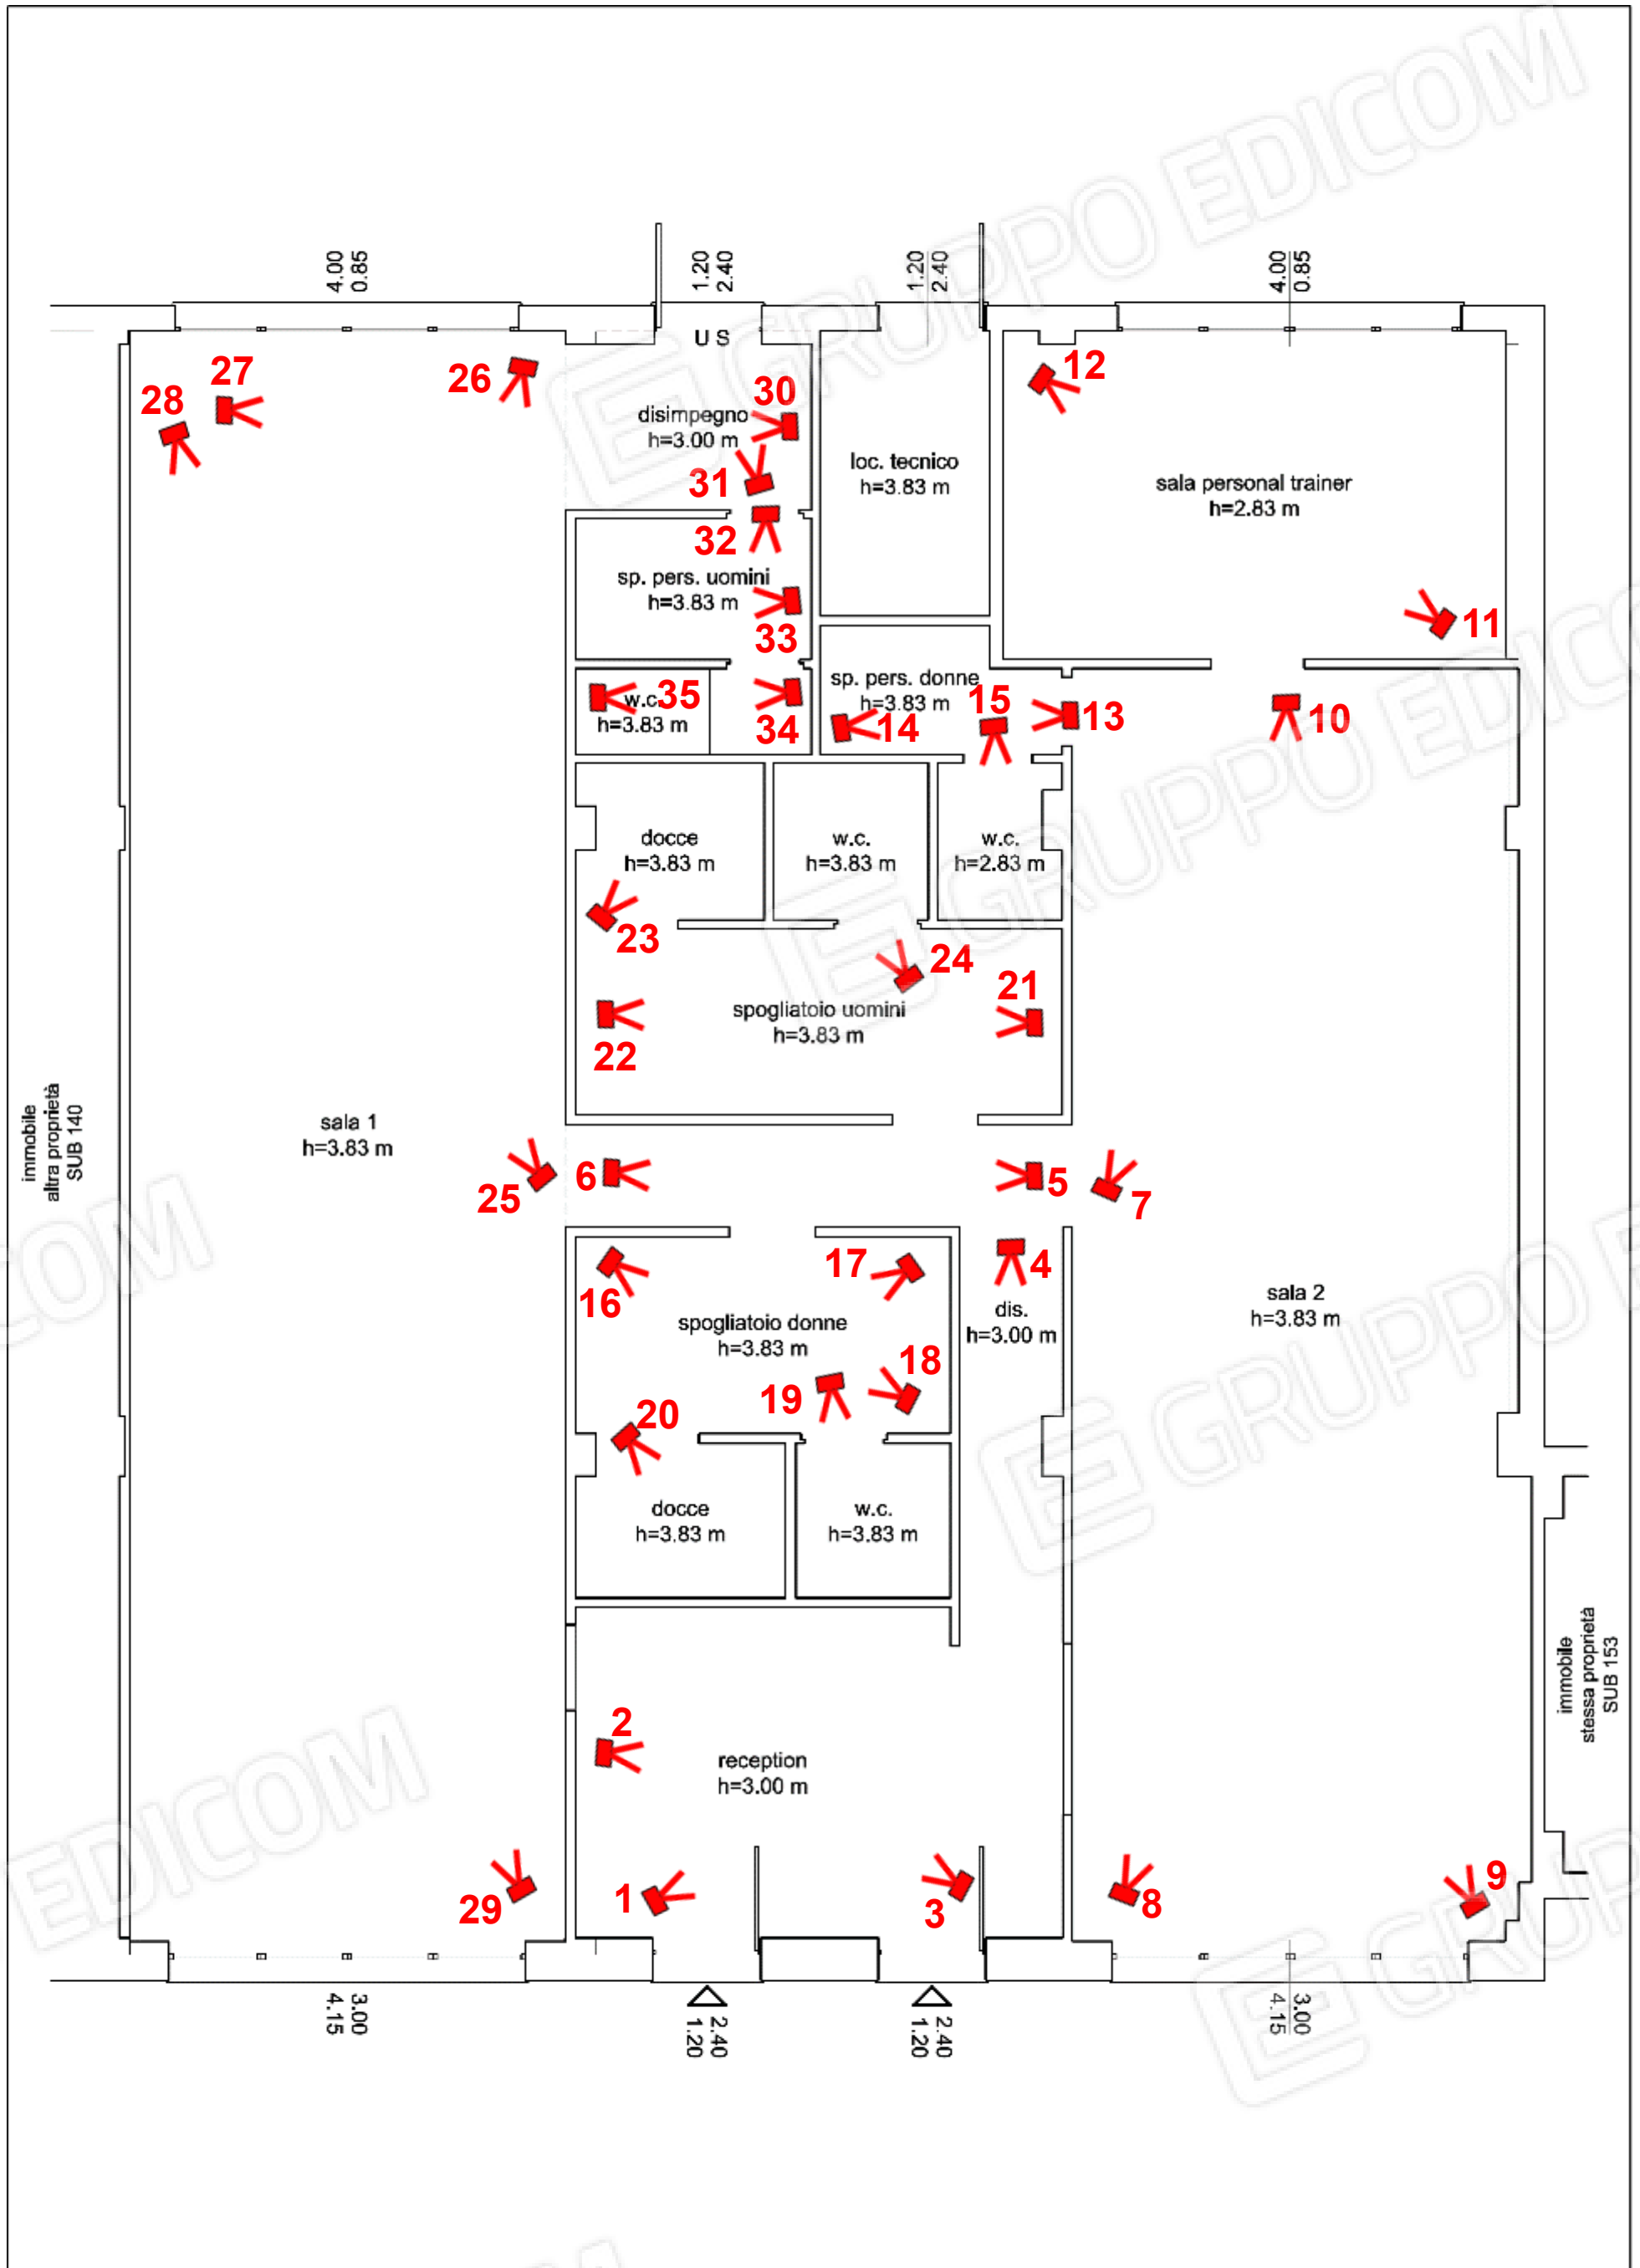 GRUPPO EDICOM
4.00
0.85
1.20
2.40
1.20
2.40
4.00
0.85
U S
27
28
26
30
12
disimpegno
h=3.00 m
31
loc. tecnico
h=3.83 m
sala personal trainer
h=2.83 m
32
sp. pers. uomini
h=3.83 m
33
11
sp. pers. donne
h=3.83 m
w.c.
h=3.83 m
35
34
14
15
13
10
docce
h=3.83 m
w.c.
h=3.83 m
w.c.
h=2.83 m
GRUPPO EDICOM
23
24
21
spogliatoio uomini
h=3.83 m
22
immobile
altra proprietà
SUB 140
sala 1
h=3.83 m
25
6
5
7
16
17
4
spogliatoio donne
h=3.83 m
dis.
h=3.00 m
sala 2
h=3.83 m
GRUPPO E
COM
18
19
20
docce
h=3.83 m
w.c.
h=3.83 m
immobile
stessa proprietà
SUB 153
2
reception
h=3.00 m
EDICOM
29
1
3
8
9
GRUP
3.00
4.15
2.40
1.20
2.40
1.20
3.00
4.15